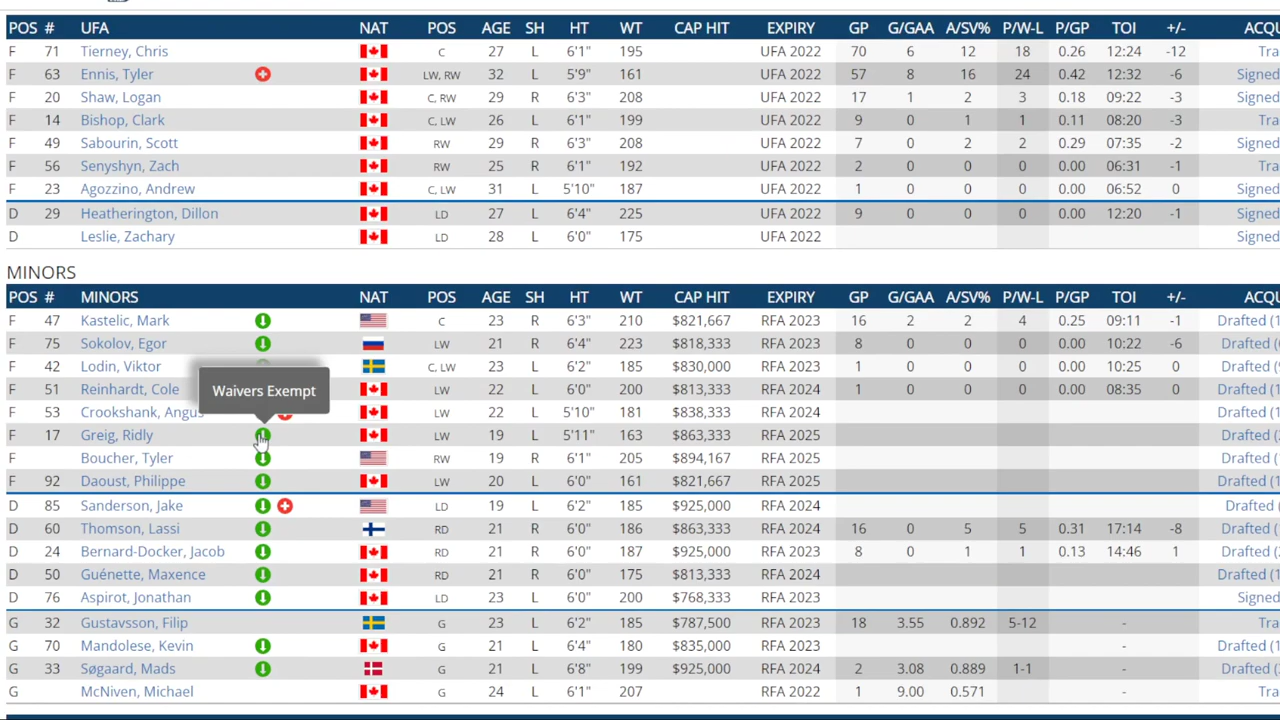 POS # UFA NAT POS AGE SH HT WT CAP HIT EXPIRY GP G/GAA A/SV% P/W-L P/GP TOI +/- ACQU
F 71 Tierney, Chris C 27 L 6'1" 195 UFA 2022 70 6 12 18 0.26 12:24 -12 Tra
F 63 Ennis, Tyler LW, RW 32 L 5'9" 161 UFA 2022 57 8 16 24 0.42 12:32 -6 Signed
F 20 Shaw, Logan C, RW 29 R 6'3" 208 UFA 2022 17 1 2 3 0.18 09:22 -3 Signed
F 14 Bishop, Clark C, LW 26 L 6'1" 199 UFA 2022 9 0 1 1 0.11 08:20 -3 Tra
F 49 Sabourin, Scott RW 29 R 6'3" 208 UFA 2022 7 0 2 2 0.29 07:35 -2 Signed
F 56 Senyshyn, Zach RW 25 R 6'1" 192 UFA 2022 2 0 0 0 0.00 06:31 -1 Tra
F 23 Agozzino, Andrew C, LW 31 L 5'10" 187 UFA 2022 1 0 0 0 0.00 06:52 0 Signed
D 29 Heatherington, Dillon LD 27 L 6'4" 225 UFA 2022 9 0 0 0 0.00 12:20 -1 Signed
D Leslie, Zachary LD 28 L 6'0" 175 UFA 2022 Signed
MINORS
POS # MINORS NAT POS AGE SH HT WT CAP HIT EXPIRY GP G/GAA A/SV% P/W-L P/GP TOI +/- ACQU
F 47 Kastelic, Mark C 23 R 6'3" 210 $821,667 RFA 2023 16 2 2 4 0.25 09:11 -1 Drafted (1
F 75 Sokolov, Egor LW 21 R 6'4" 223 $818,333 RFA 2023 8 0 0 0 0.00 10:22 -6 Drafted (
F 42 Lodin, Viktor C, LW 23 L 6'2" 185 $830,000 RFA 2023 1 0 0 0 0.00 10:25 0 Drafted (
F 51 Reinhardt, Cole LW 22 L 6'0" 200 $813,333 RFA 2024 1 0 0 0 0.00 08:35 0 Drafted (1
Waivers Exempt
F 53 Crookshank, Angus LW 22 L 5'10" 181 $838,333 RFA 2024 Drafted (1
F 17 Greig, Ridly LW 19 L 5'11" 163 $863,333 RFA 2025 Drafted (2
F Boucher, Tyler RW 19 R 6'1" 205 $894,167 RFA 2025 Drafted (1
F 92 Daoust, Philippe LW 20 L 6'0" 161 $821,667 RFA 2025 Drafted (1
D 85 Sanderson, Jake LD 19 L 6'2" 185 $925,000 RFA 2024 Drafted (
D 60 Thomson, Lassi RD 21 R 6'0" 186 $863,333 RFA 2023 16 0 5 5 0.31 17:14 -8 Drafted (1
D 24 Bernard-Docker, Jacob RD 21 R 6'0" 187 $925,000 RFA 2023 8 0 1 1 0.13 14:46 1 Drafted (2
D 50 Guénette, Maxence RD 21 R 6'0" 175 $813,333 RFA 2024 Drafted (1
D 76 Aspirot, Jonathan LD 23 L 6'0" 200 $768,333 RFA 2023 Signed
G 32 Gustavsson, Filip G 23 L 6'2" 185 $787,500 RFA 2023 18 3.55 0.892 5-12 - Tra
G 70 Mandolese, Kevin G 21 L 6'4" 180 $835,000 RFA 2023 - Drafted (1
G 33 Søgaard, Mads G 21 L 6'8" 199 $925,000 RFA 2024 2 3.08 0.889 1-1 - Drafted (
G McNiven, Michael G 24 L 6'1" 207 RFA 2022 1 9.00 0.571 - Tra